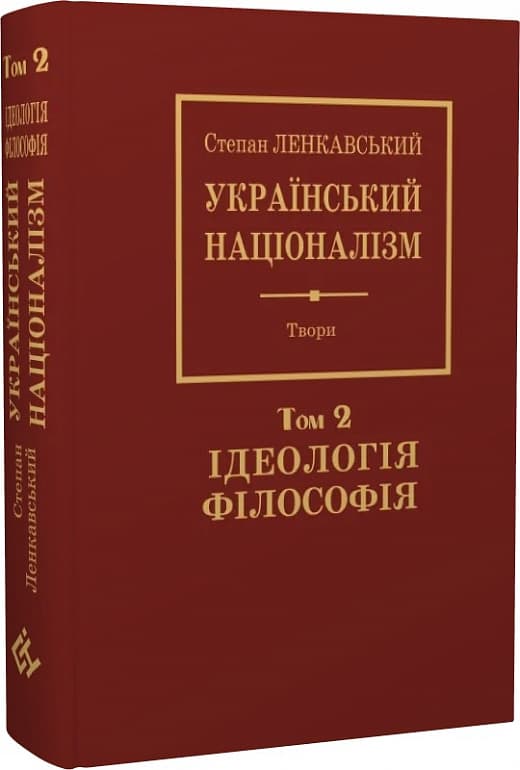 Том 2
ІДЕОЛОГІЯ
ФІЛОСОФІЯ
УКРАЇНСЬКИЙ
НАЦІОНАЛІЗМ
Степан
Ленкавський
Степан ЛЕНКАВСЬКИЙ
УКРАЇНСЬКИЙ
НАЦІОНАЛІЗМ
Твори
Том 2
ІДЕОЛОГІЯ
ФІЛОСОФІЯ